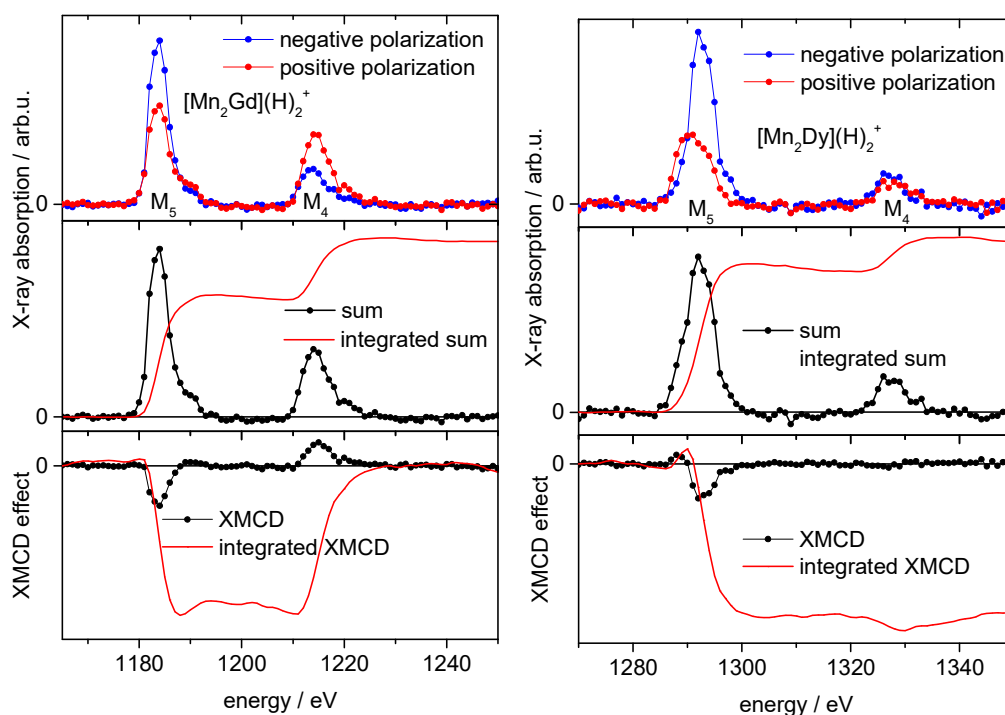 X-ray absorption / arb.u.
XMCD effect
negative polarization
positive polarization
[Mn2Gd](H)2+
0
M5
M4
sum
integrated sum
0
0
XMCD
integrated XMCD
1180 1200 1220 1240
energy / eV
X-ray absorption / arb.u.
XMCD effect
negative polarization
positive polarization
[Mn2Dy](H)2+
0
M5
M4
sum
integrated sum
0
0
XMCD
integrated XMCD
1280 1300 1320 1340
energy / eV